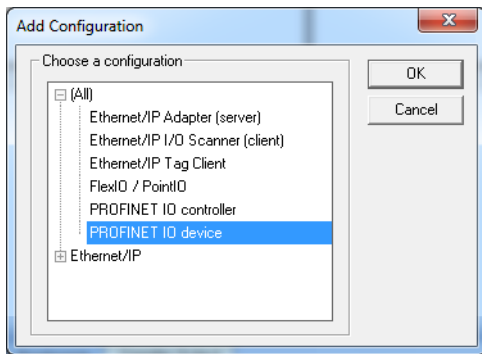 Add Configuration
Choose a configuration
OK
Cancel
(All)
Ethernet/IP Adapter (server)
Ethernet/IP I/O Scanner (client)
Ethernet/IP Tag Client
FlexIO / PointIO
PROFINET IO controller
PROFINET IO device
Ethernet/IP